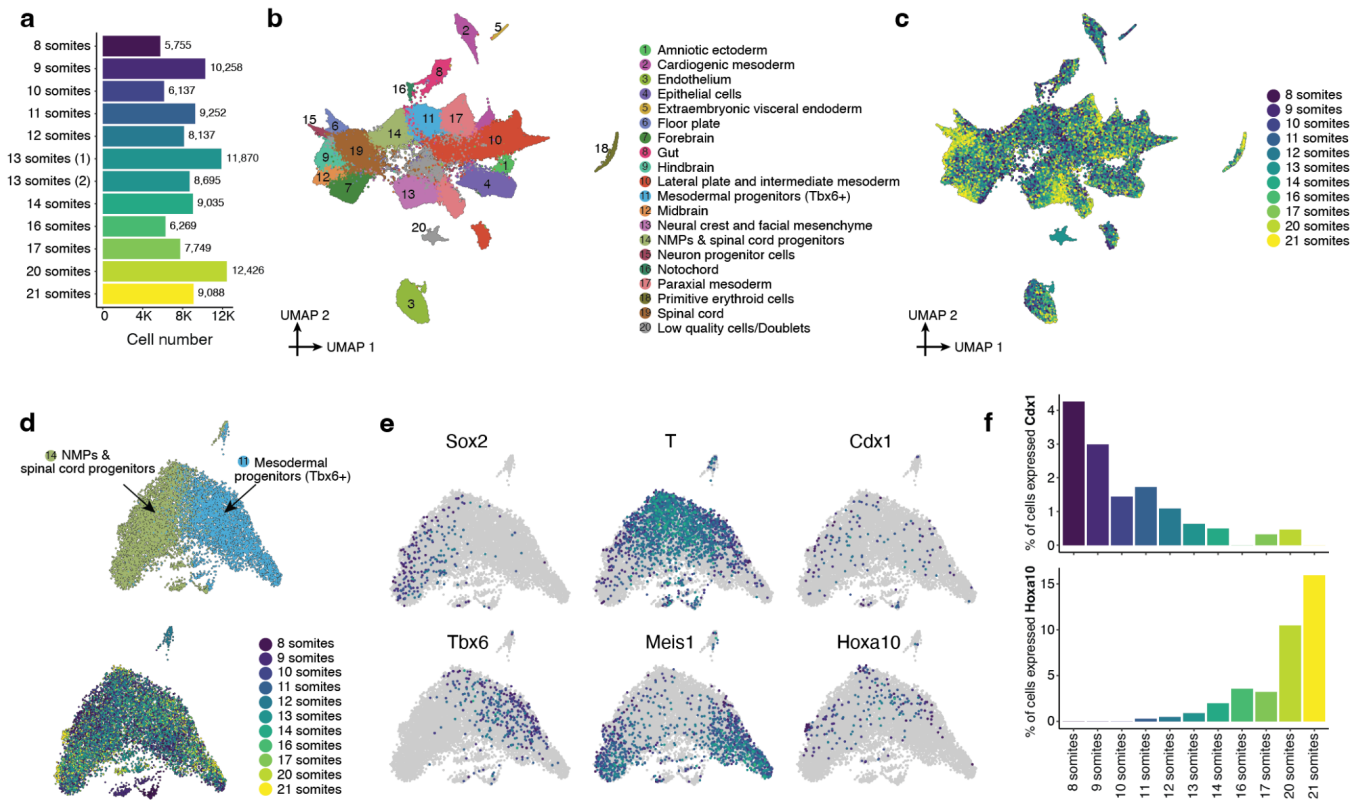 a
8 somites
5,755
9 somites
10,258
10 somites
6,137
11 somites
9,252
12 somites
8,137
13 somites (1)
11,870
13 somites (2)
8,695
14 somites
9,035
16 somites
6,269
17 somites
7,749
20 somites
12,426
21 somites
9,088
0 4K 8K 12K
Cell number
b
2
5
8
16
15
6
11
17
14
9
19
10
18
12
7
13
1
4
20
3
UMAP 2
UMAP 1
1 Amniotic ectoderm
2 Cardiogenic mesoderm
3 Endothelium
4 Epithelial cells
5 Extraembryonic visceral endoderm
6 Floor plate
7 Forebrain
8 Gut
9 Hindbrain
10 Lateral plate and intermediate mesoderm
11 Mesodermal progenitors (Tbx6+)
12 Midbrain
13 Neural crest and facial mesenchyme
14 NMPs & spinal cord progenitors
15 Neuron progenitor cells
16 Notochord
17 Paraxial mesoderm
18 Primitive erythroid cells
19 Spinal cord
20 Low quality cells/Doublets
c
UMAP 2
UMAP 1
8 somites
9 somites
10 somites
11 somites
12 somites
13 somites
14 somites
16 somites
17 somites
20 somites
21 somites
d
14 NMPs &
spinal cord progenitors
11 Mesodermal
progenitors (Tbx6+)
8 somites
9 somites
10 somites
11 somites
12 somites
13 somites
14 somites
16 somites
17 somites
20 somites
21 somites
e
Sox2
T
Cdx1
Tbx6
Meis1
Hoxa10
f
% of cells expressed Cdx1
4
3
2
1
0
% of cells expressed Hoxa10
15
10
5
0
8 somites
9 somites
10 somites
11 somites
12 somites
13 somites
14 somites
16 somites
17 somites
20 somites
21 somites